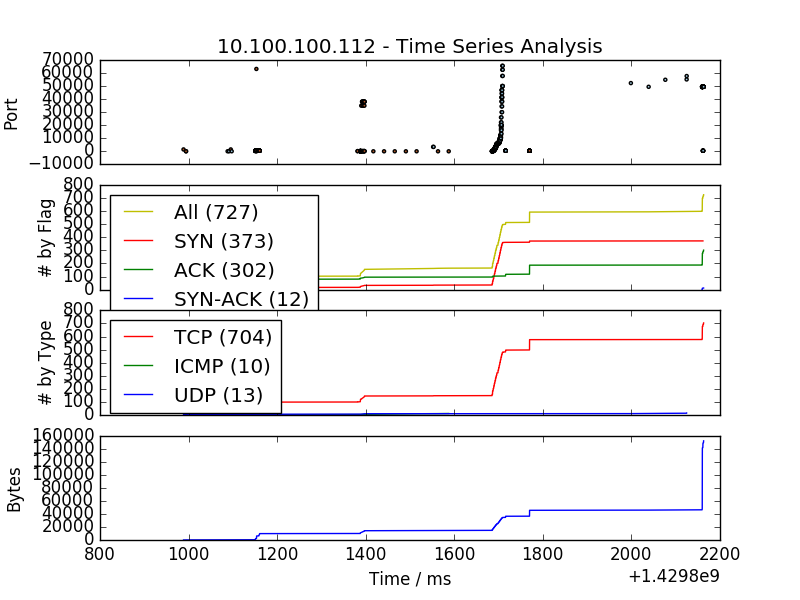 10.100.100.112 - Time Series Analysis
70000
60000
50000
40000
30000
20000
10000
0
−10000
Port
800
700
600
500
400
300
200
100
0
# by Flag
All (727)
SYN (373)
ACK (302)
SYN-ACK (12)
800
700
600
500
400
300
200
100
0
# by Type
TCP (704)
ICMP (10)
UDP (13)
160000
140000
120000
100000
80000
60000
40000
20000
0
Bytes
800 1000 1200 1400 1600 1800 2000 2200
Time / ms
+1.4298e9